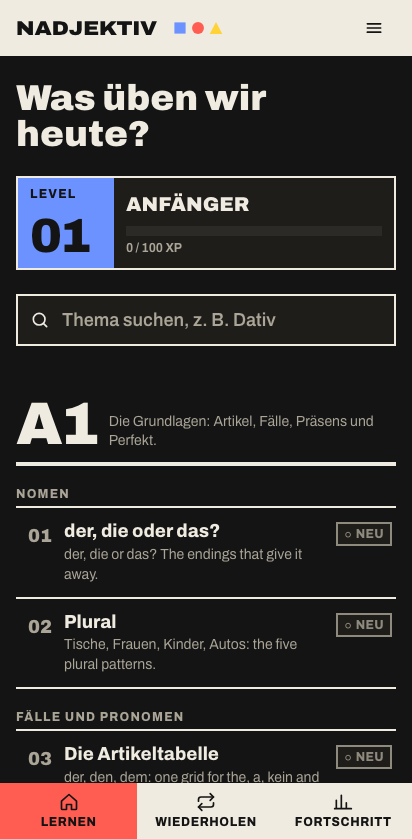 NADJEKTIV
Was üben wir
heute?
LEVEL
01
ANFÄNGER
0 / 100 XP
Thema suchen, z. B. Dativ
A1
Die Grundlagen: Artikel, Fälle, Präsens und
Perfekt.
NOMEN
01
der, die oder das?
NEU
der, die or das? The endings that give it
away.
02
Plural
NEU
Tische, Frauen, Kinder, Autos: the five
plural patterns.
FÄLLE UND PRONOMEN
03
Die Artikeltabelle
NEU
der, den, dem: one grid for the, a, kein and
LERNEN
WIEDERHOLEN
FORTSCHRITT